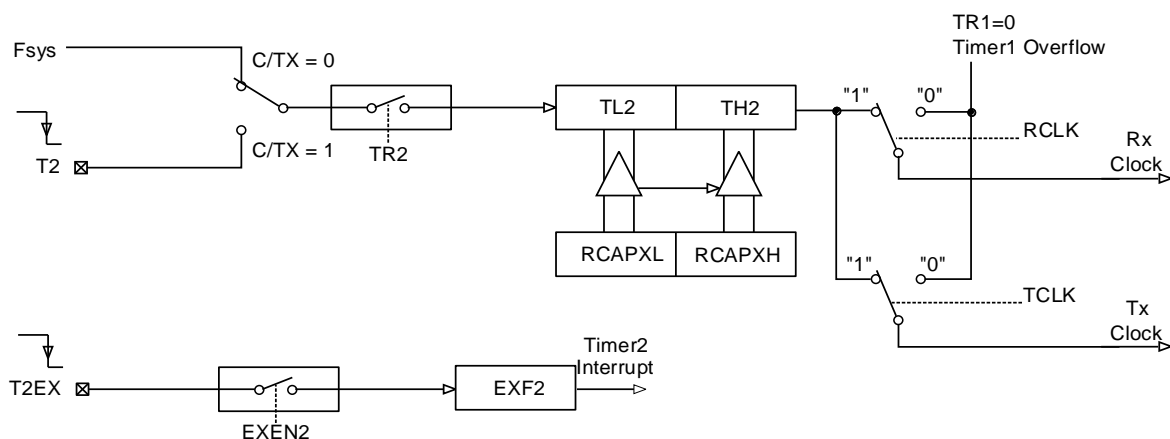 TR1=0
Timer1 Overflow
Fsys
C/TX = 0
"1"
"0"
TL2
TH2
RCLK
Rx
Clock
T2
C/TX = 1
TR2
RCAPXL
RCAPXH
"1"
"0"
TCLK
Tx
Clock
Timer2
Interrupt
T2EX
EXF2
EXEN2